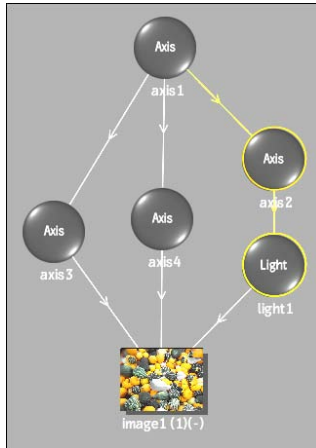 Axis
axis1
Axis
axis2
Axis
axis3
Axis
axis4
Light
light1
image1 (1)(-)